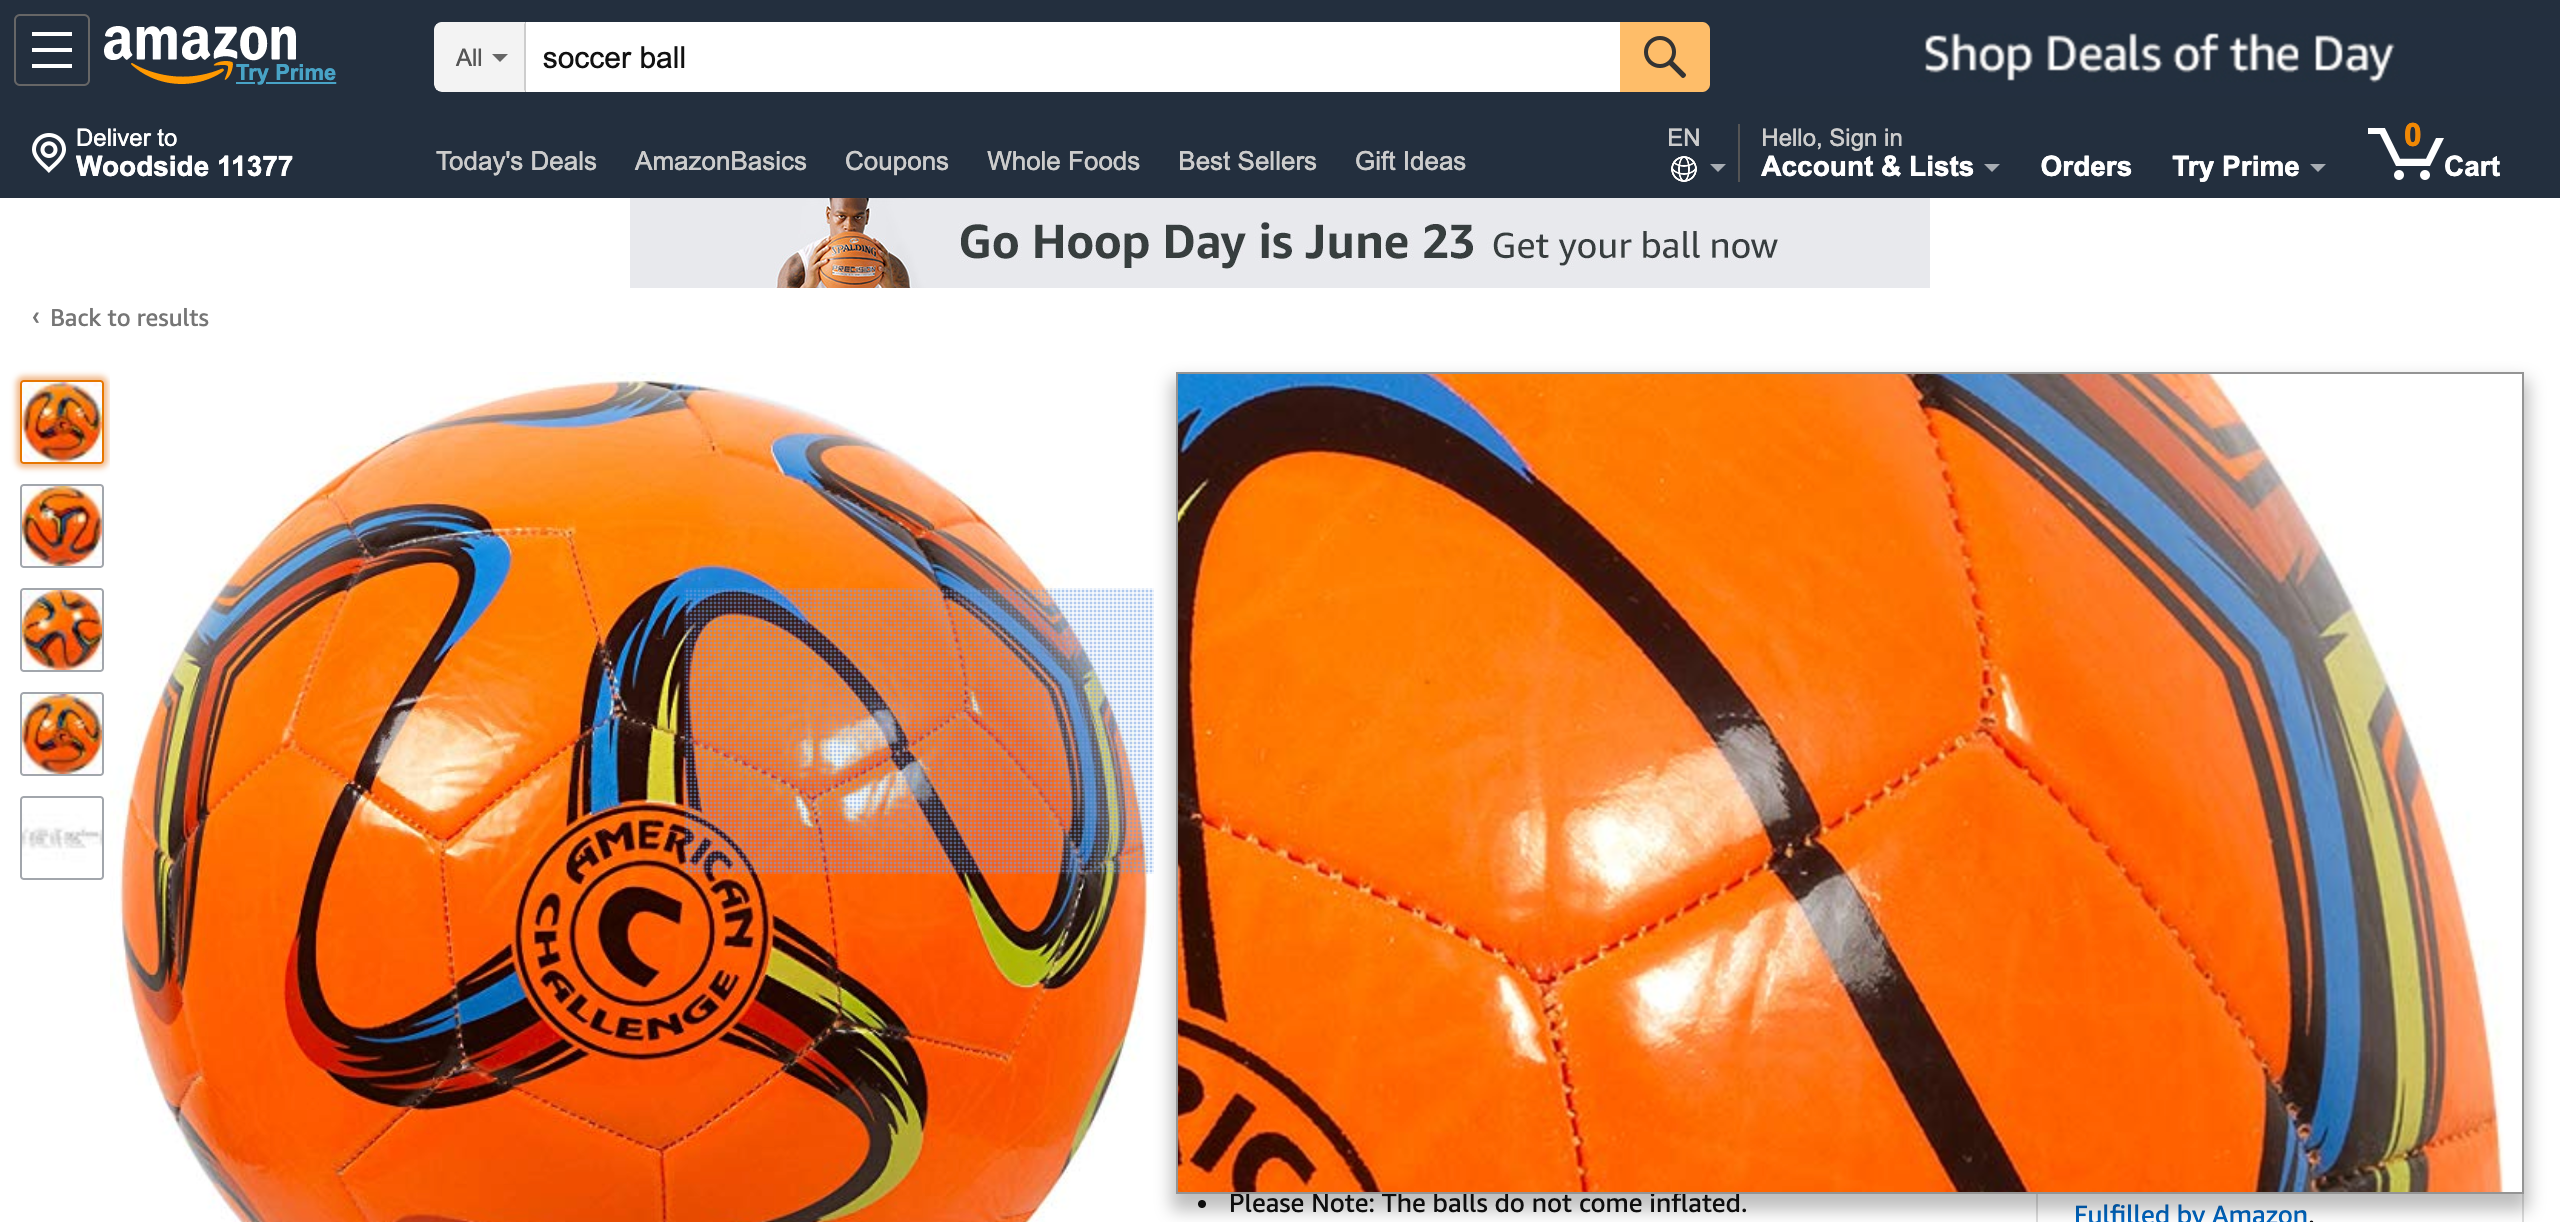 amazon
Try Prime
All
soccer ball
Shop Deals of the Day
Deliver to
Woodside 11377
Today's Deals AmazonBasics Coupons Whole Foods Best Sellers Gift Ideas
EN
Hello, Sign in
Account & Lists
Orders
Try Prime
0
Cart
SPALDING
Go Hoop Day is June 23 Get your ball now
‹ Back to results
AMERICAN
CHALLENGE
RIC
• Please Note: The balls do not come inflated.
Fulfilled by Amazon.